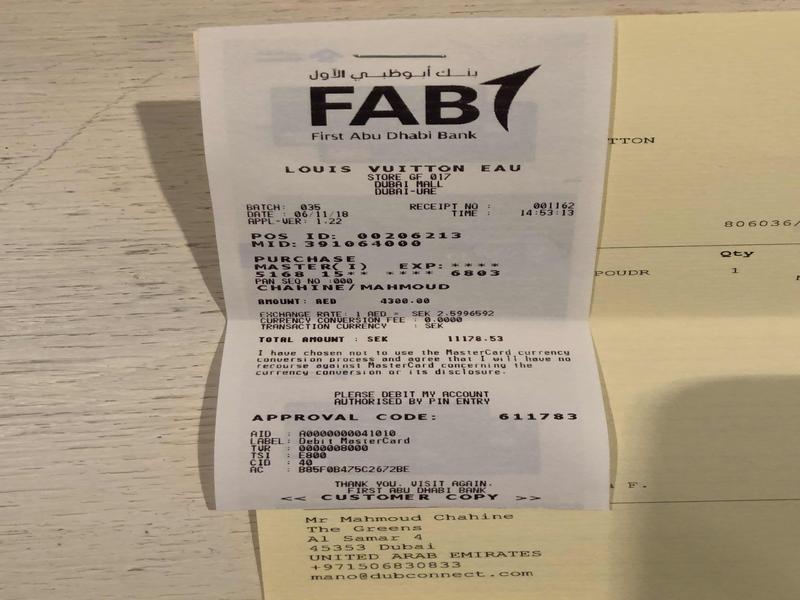 بنك أبوظبي الأول
FAB
First Abu Dhabi Bank
LOUIS VUITTON EAU
STORE GF 017
DUBAI MALL
DUBAI-UAE
BATCH: 035 RECEIPT NO : 001162
DATE : 06/11/18 TIME : 14:53:13
APPL-VER: 1.22
POS ID: 00206213
MID: 391064000
PURCHASE
MASTER( I ) EXP: ****
5168 15** **** 6803
PAN SEQ NO :000
CHAHINE/MAHMOUD
AMOUNT: AED 4300.00
EXCHANGE RATE: 1 AED = SEK 2.5996592
CURRENCY CONVERSION FEE : 0.0000
TRANSACTION CURRENCY : SEK
TOTAL AMOUNT : SEK 11178.53
I have chosen not to use the MasterCard currency
conversion process and agree that I will have no
recourse against MasterCard concerning the
currency conversion or its disclosure.
PLEASE DEBIT MY ACCOUNT
AUTHORISED BY PIN ENTRY
APPROVAL CODE: 611783
AID : A0000000041010
LABEL: Debit MasterCard
TVR : 0000008000
TSI : E800
CID : 40
AC : B85F0B475C2672BE
THANK YOU. VISIT AGAIN.
FIRST ABU DHABI BANK
<< CUSTOMER COPY >>
TTON
806036/
Qty
POUDR 1
F.
Mr Mahmoud Chahine
The Greens
Al Samar 4
45353 Dubai
UNITED ARAB EMIRATES
+971506830833
mano@dubconnect.com